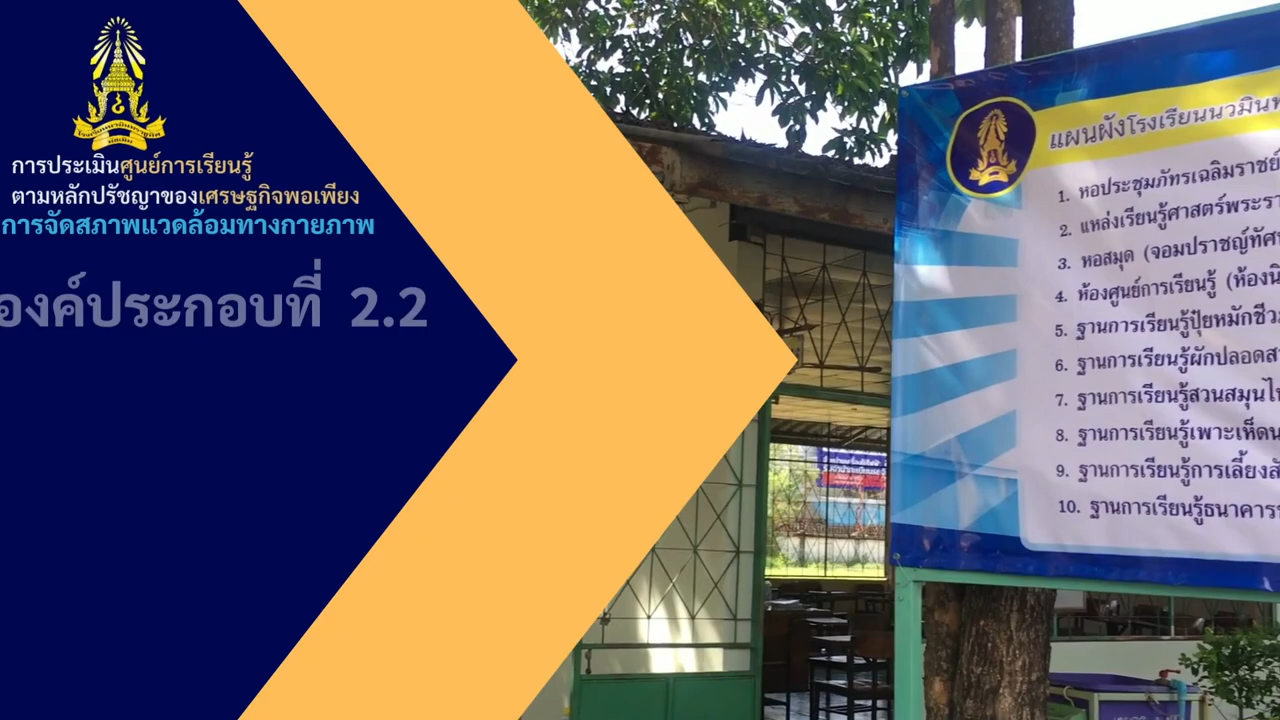 การประเมินศูนย์การเรียนรู้
ตามหลักปรัชญาของเศรษฐกิจพอเพียง
การจัดสภาพแวดล้อมทางกายภาพ
องค์ประกอบที่ 2.2
แผนผังโรงเรียนนวมินท
1. หอประชุมภัทรเฉลิมราชย์
2. แหล่งเรียนรู้ศาสตร์พระรา
3. หอสมุด (จอมปราชญ์ทัศน
4. ห้องศูนย์การเรียนรู้ (ห้องนิ
5. ฐานการเรียนรู้ปุ๋ยหมักชีวภ
6. ฐานการเรียนรู้ผักปลอดสา
7. ฐานการเรียนรู้สวนสมุนไพ
8. ฐานการเรียนรู้เพาะเห็ดน
9. ฐานการเรียนรู้การเลี้ยงสัต
10. ฐานการเรียนรู้ธนาคารข